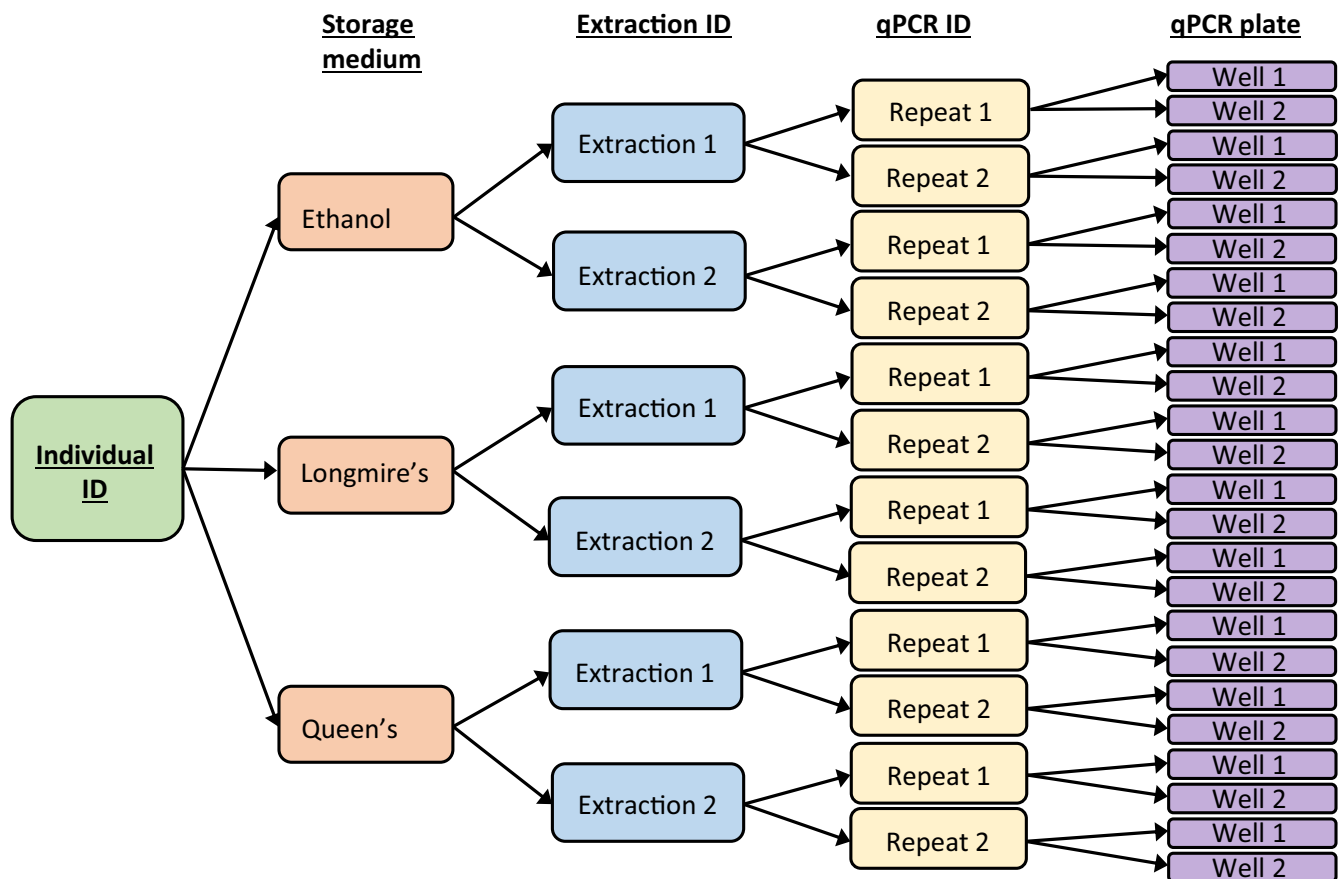 Storage
medium
Extraction ID
qPCR ID
qPCR plate
Individual
ID
Ethanol
Longmire's
Queen's
Extraction 1
Extraction 2
Extraction 1
Extraction 2
Extraction 1
Extraction 2
Repeat 1
Repeat 2
Repeat 1
Repeat 2
Repeat 1
Repeat 2
Repeat 1
Repeat 2
Repeat 1
Repeat 2
Repeat 1
Repeat 2
Well 1
Well 2
Well 1
Well 2
Well 1
Well 2
Well 1
Well 2
Well 1
Well 2
Well 1
Well 2
Well 1
Well 2
Well 1
Well 2
Well 1
Well 2
Well 1
Well 2
Well 1
Well 2
Well 1
Well 2